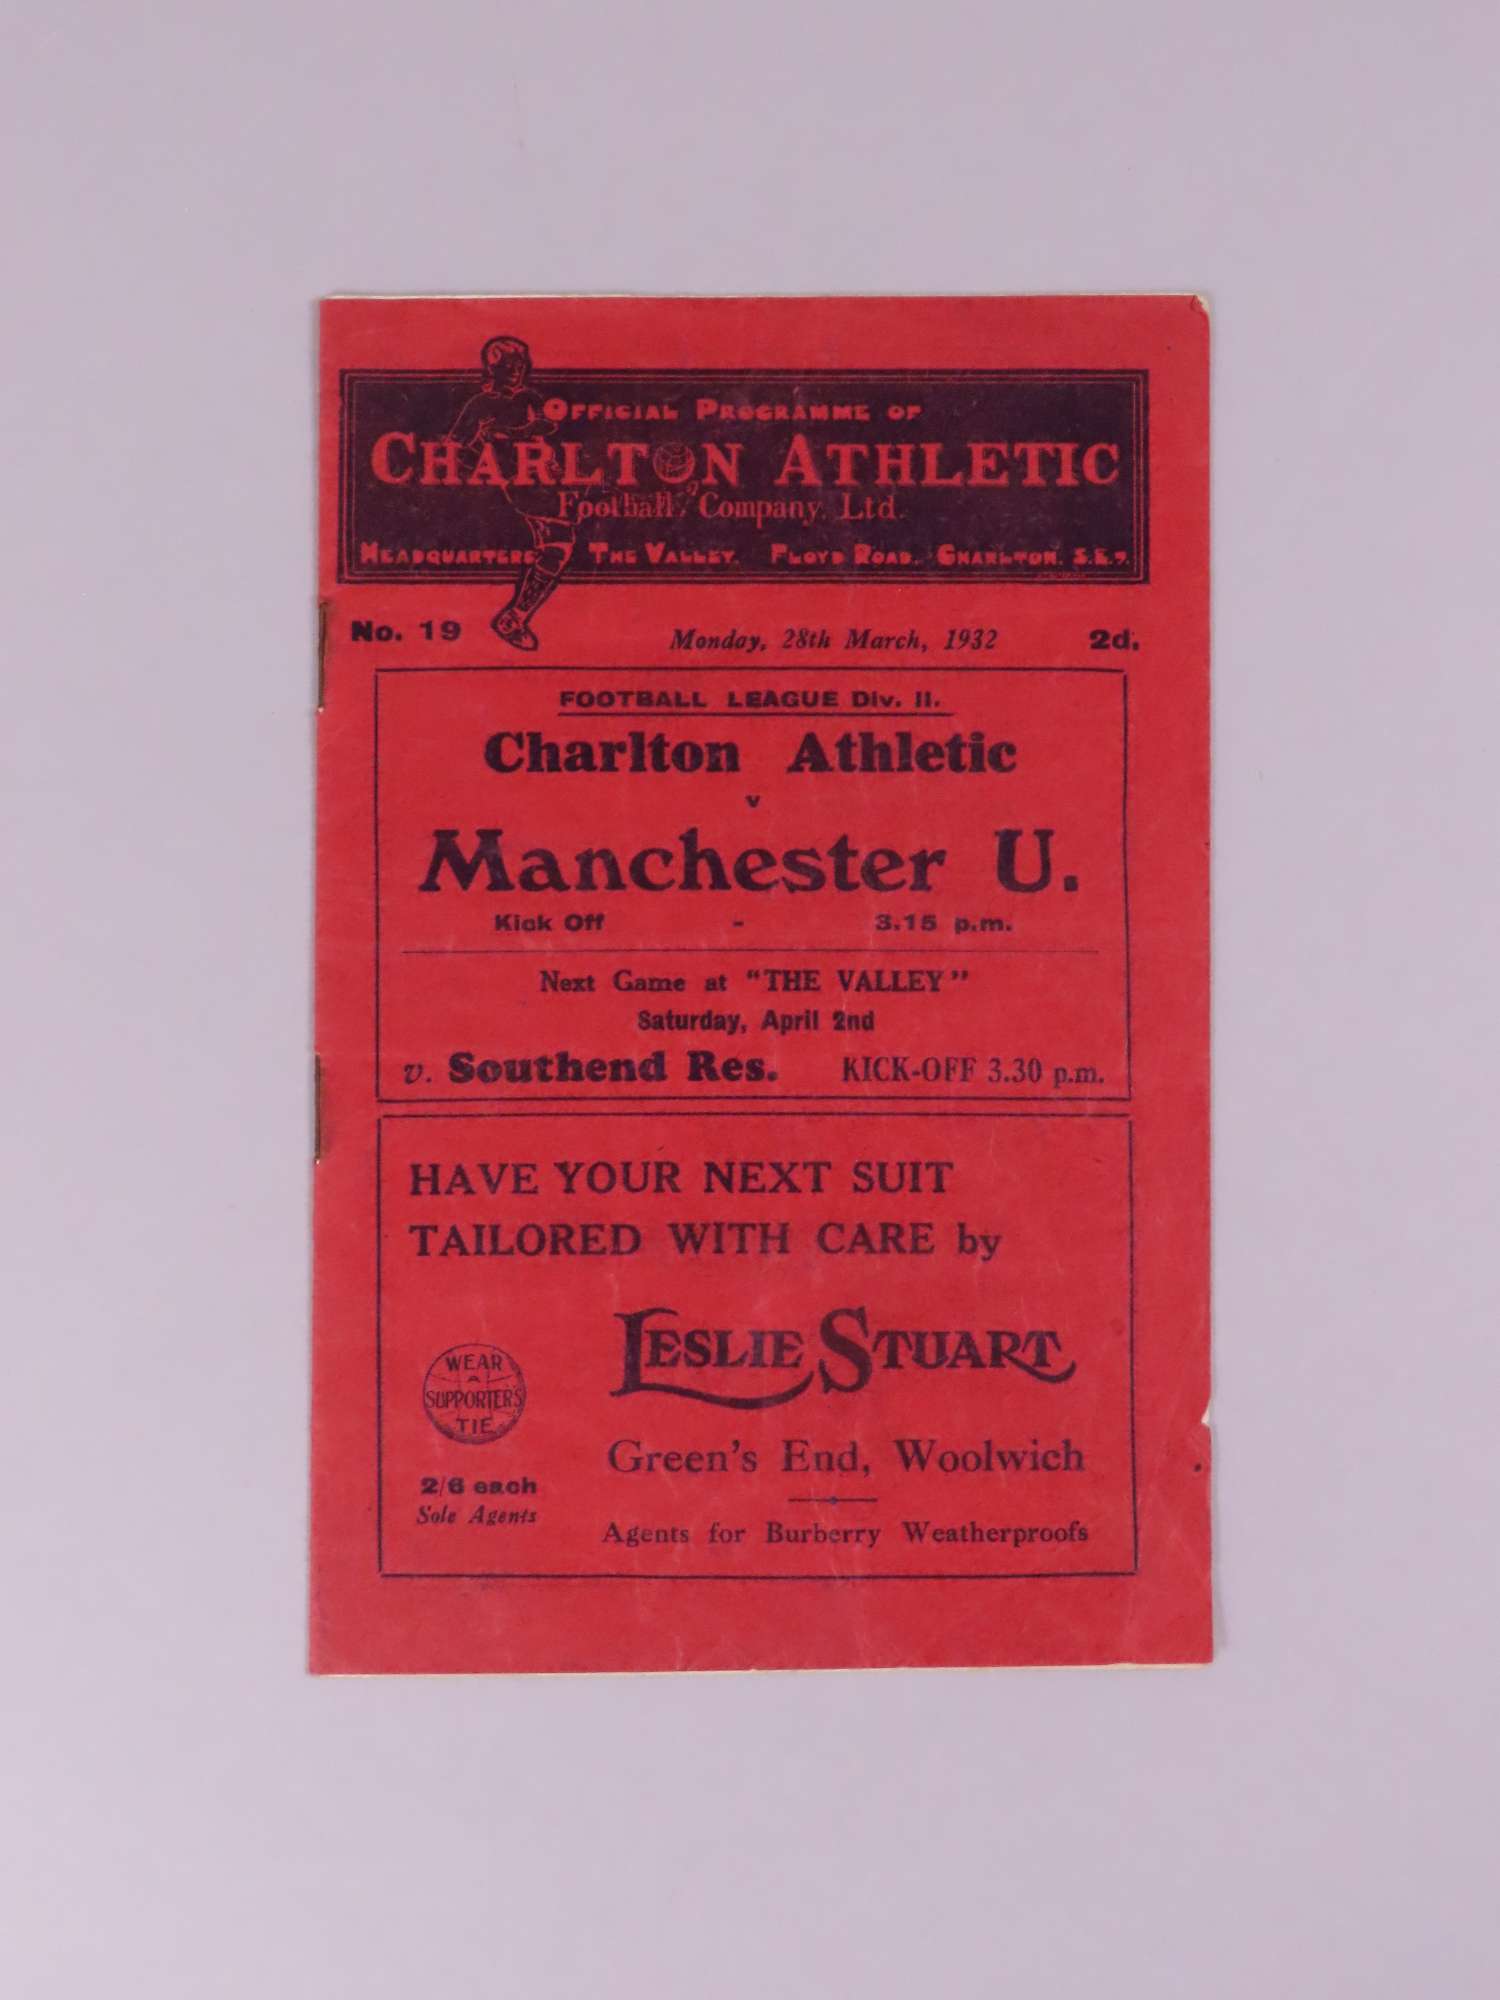 OFFICIAL PROGRAMME OF
CHARLTON ATHLETIC
Football Company, Ltd.
HEADQUARTERS THE VALLEY, FLOYD ROAD, CHARLTON, S.E.7.
No. 19 Monday, 28th March, 1932 2d.
FOOTBALL LEAGUE Div. II.
Charlton Athletic
v
Manchester U.
Kick Off - 3.15 p.m.
Next Game at "THE VALLEY"
Saturday, April 2nd
v. Southend Res. KICK-OFF 3.30 p.m.
HAVE YOUR NEXT SUIT
TAILORED WITH CARE by
LESLIE STUART
WEAR
A
SUPPORTER'S
TIE
2/6 each
Sole Agents
Green's End, Woolwich
Agents for Burberry Weatherproofs